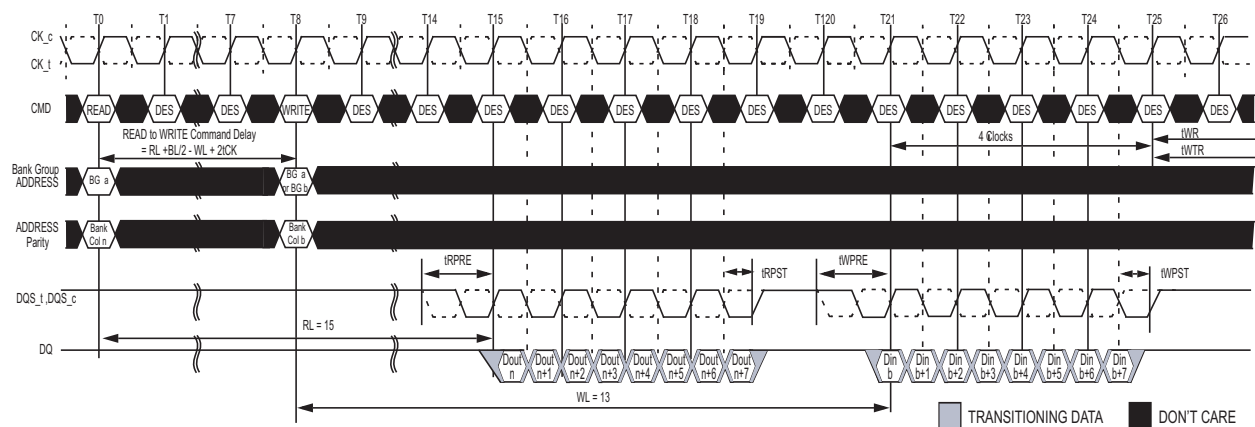 T0 T1 T7 T8 T9 T14 T15 T16 T17 T18 T19 T120 T21 T22 T23 T24 T25 T26
CK_c
CK_t
CMD READ DES DES WRITE DES DES DES DES DES DES DES DES DES DES DES DES DES DES
READ to WRITE Command Delay
= RL +BL/2 - WL + 2tCK
4 Clocks
tWR
tWTR
Bank Group
ADDRESS
BG a
BG a
or BG b
ADDRESS
Parity
Bank
Col n
Bank
Col b
tRPRE tRPST tWPRE tWPST
DQS_t ,DQS_c
RL = 15
DQ
Dout
n
Dout
n+1
Dout
n+2
Dout
n+3
Dout
n+4
Dout
n+5
Dout
n+6
Dout
n+7
Din
b
Din
b+1
Din
b+2
Din
b+3
Din
b+4
Din
b+5
Din
b+6
Din
b+7
WL = 13
TRANSITIONING DATA DON'T CARE